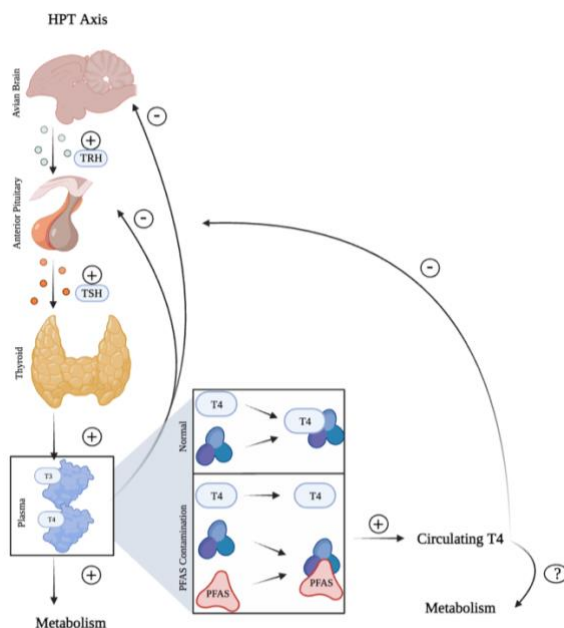 HPT Axis
Avian Brain
-
+
TRH
Anterior Pituitary
-
+
TSH
-
Thyroid
+
Plasma
T3
T4
+
Metabolism
Normal
T4
T4
PFAS Contamination
T4
T4
PFAS
PFAS
+
Circulating T4
?
Metabolism